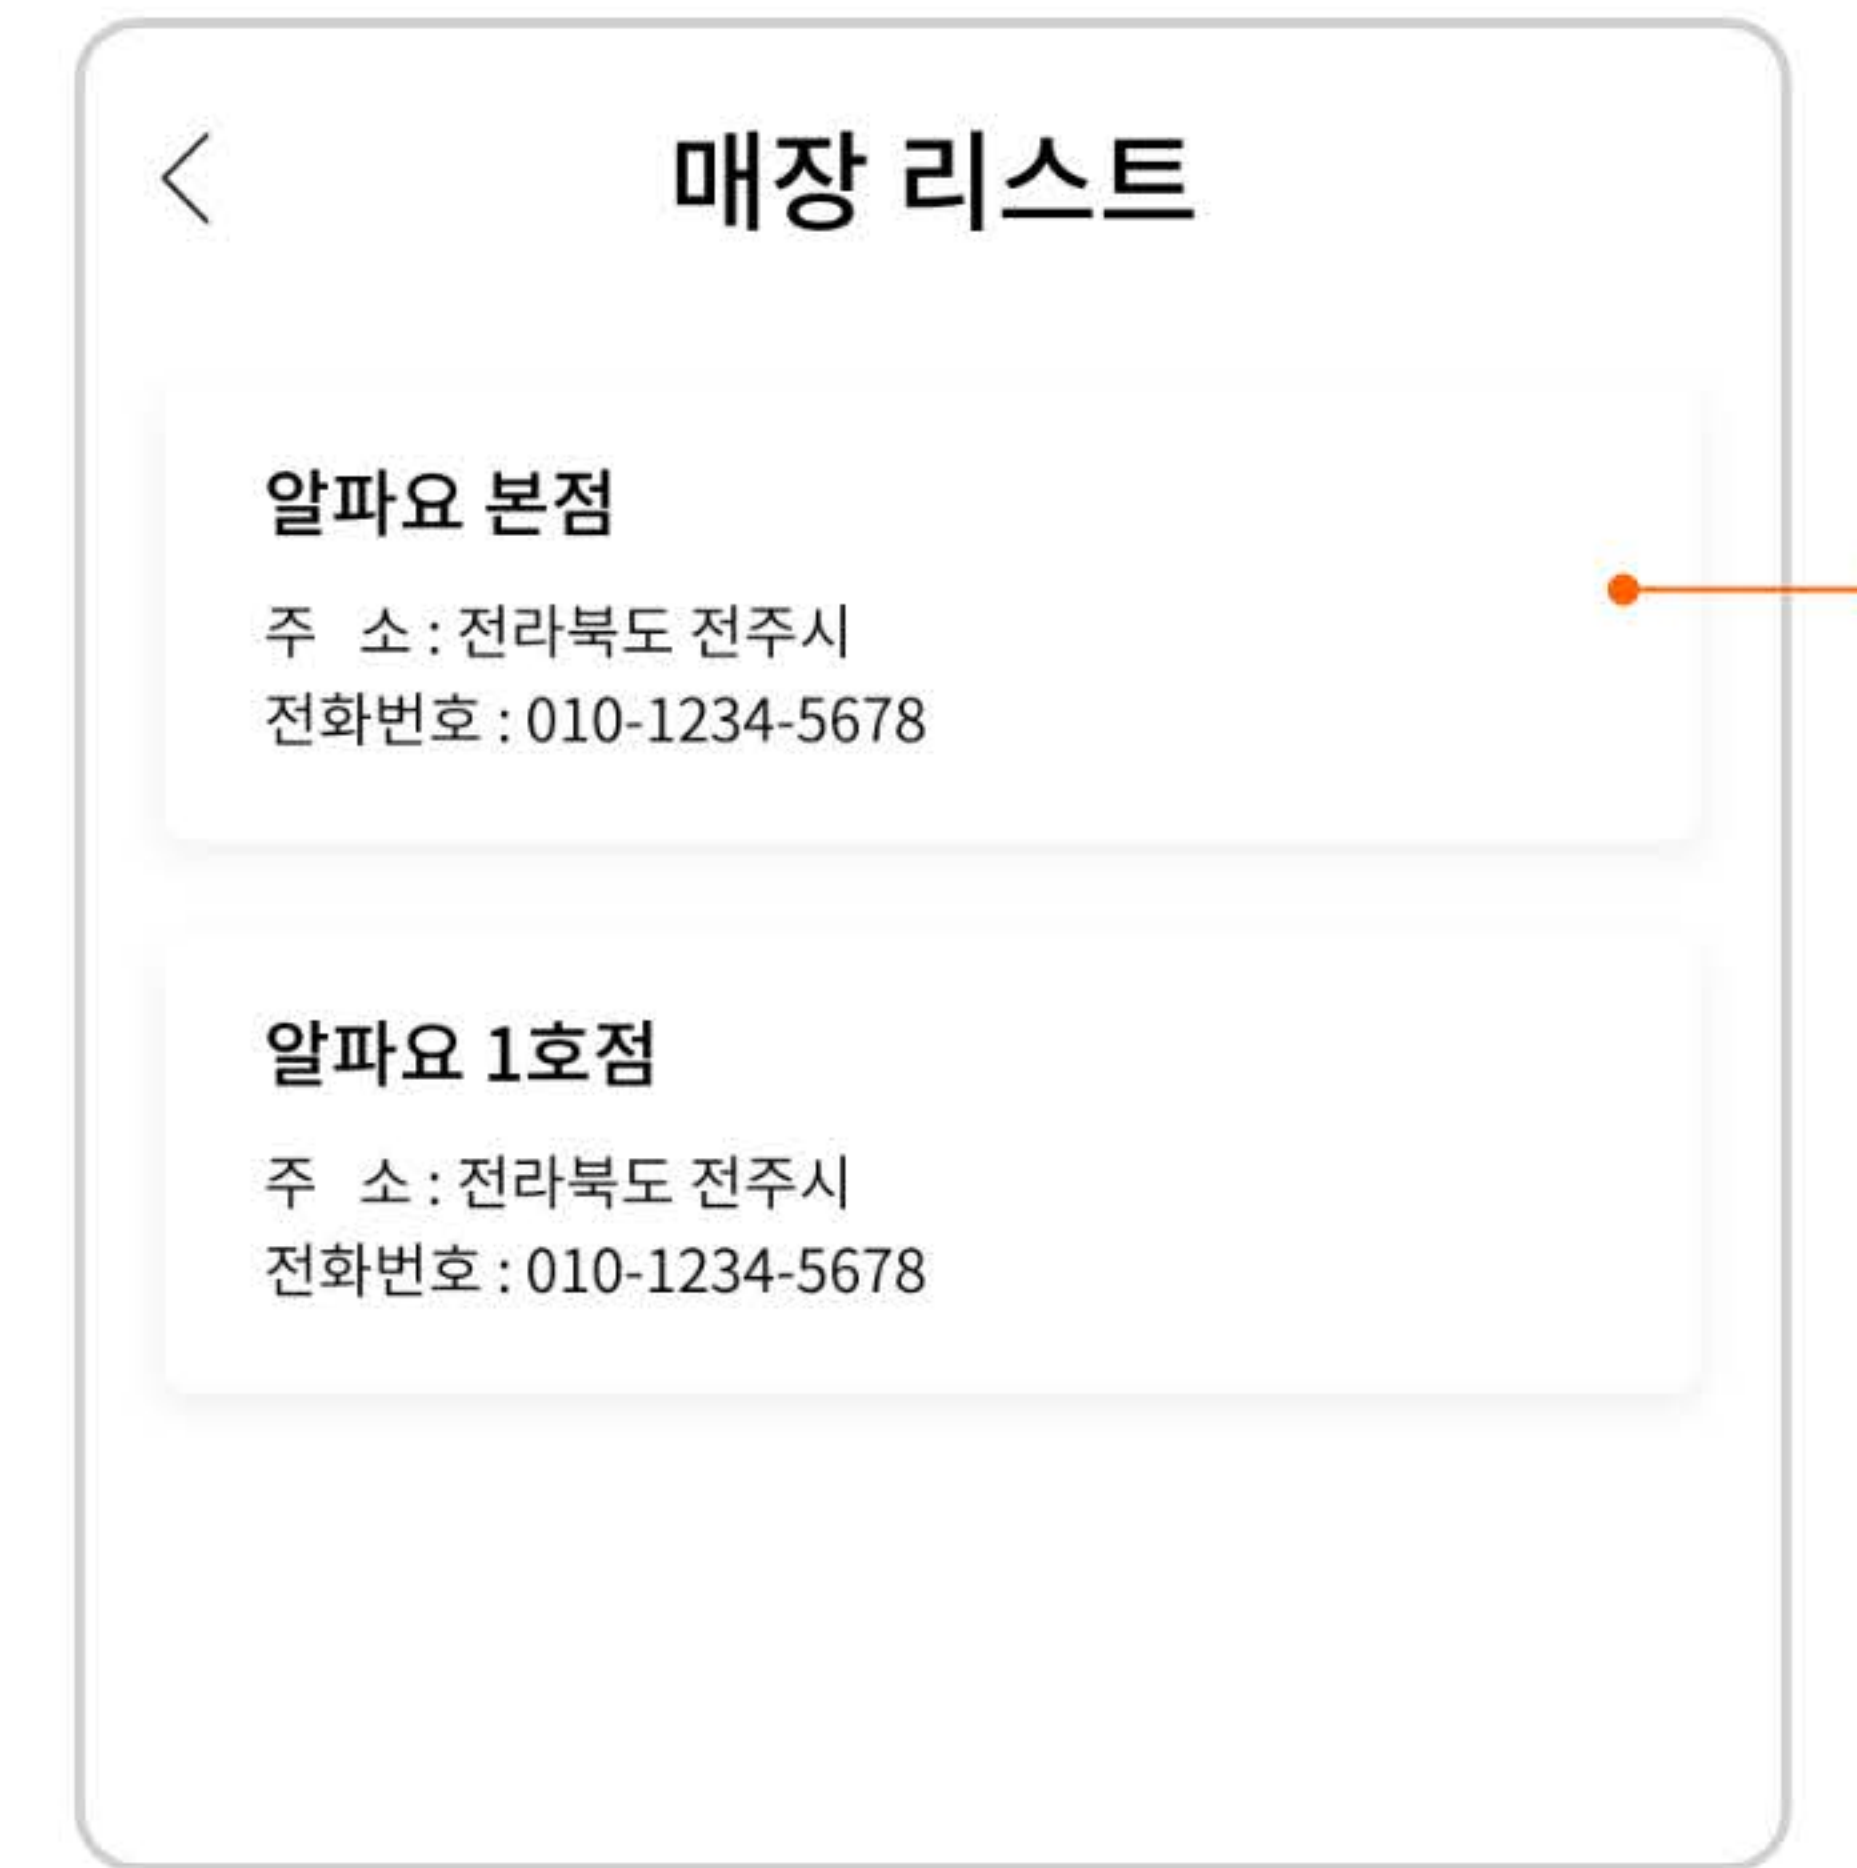 매장 리스트
알파요 본점
주 소 : 전라북도 전주시
전화번호 : 010-1234-5678
알파요 1호점
주 소 : 전라북도 전주시
전화번호 : 010-1234-5678